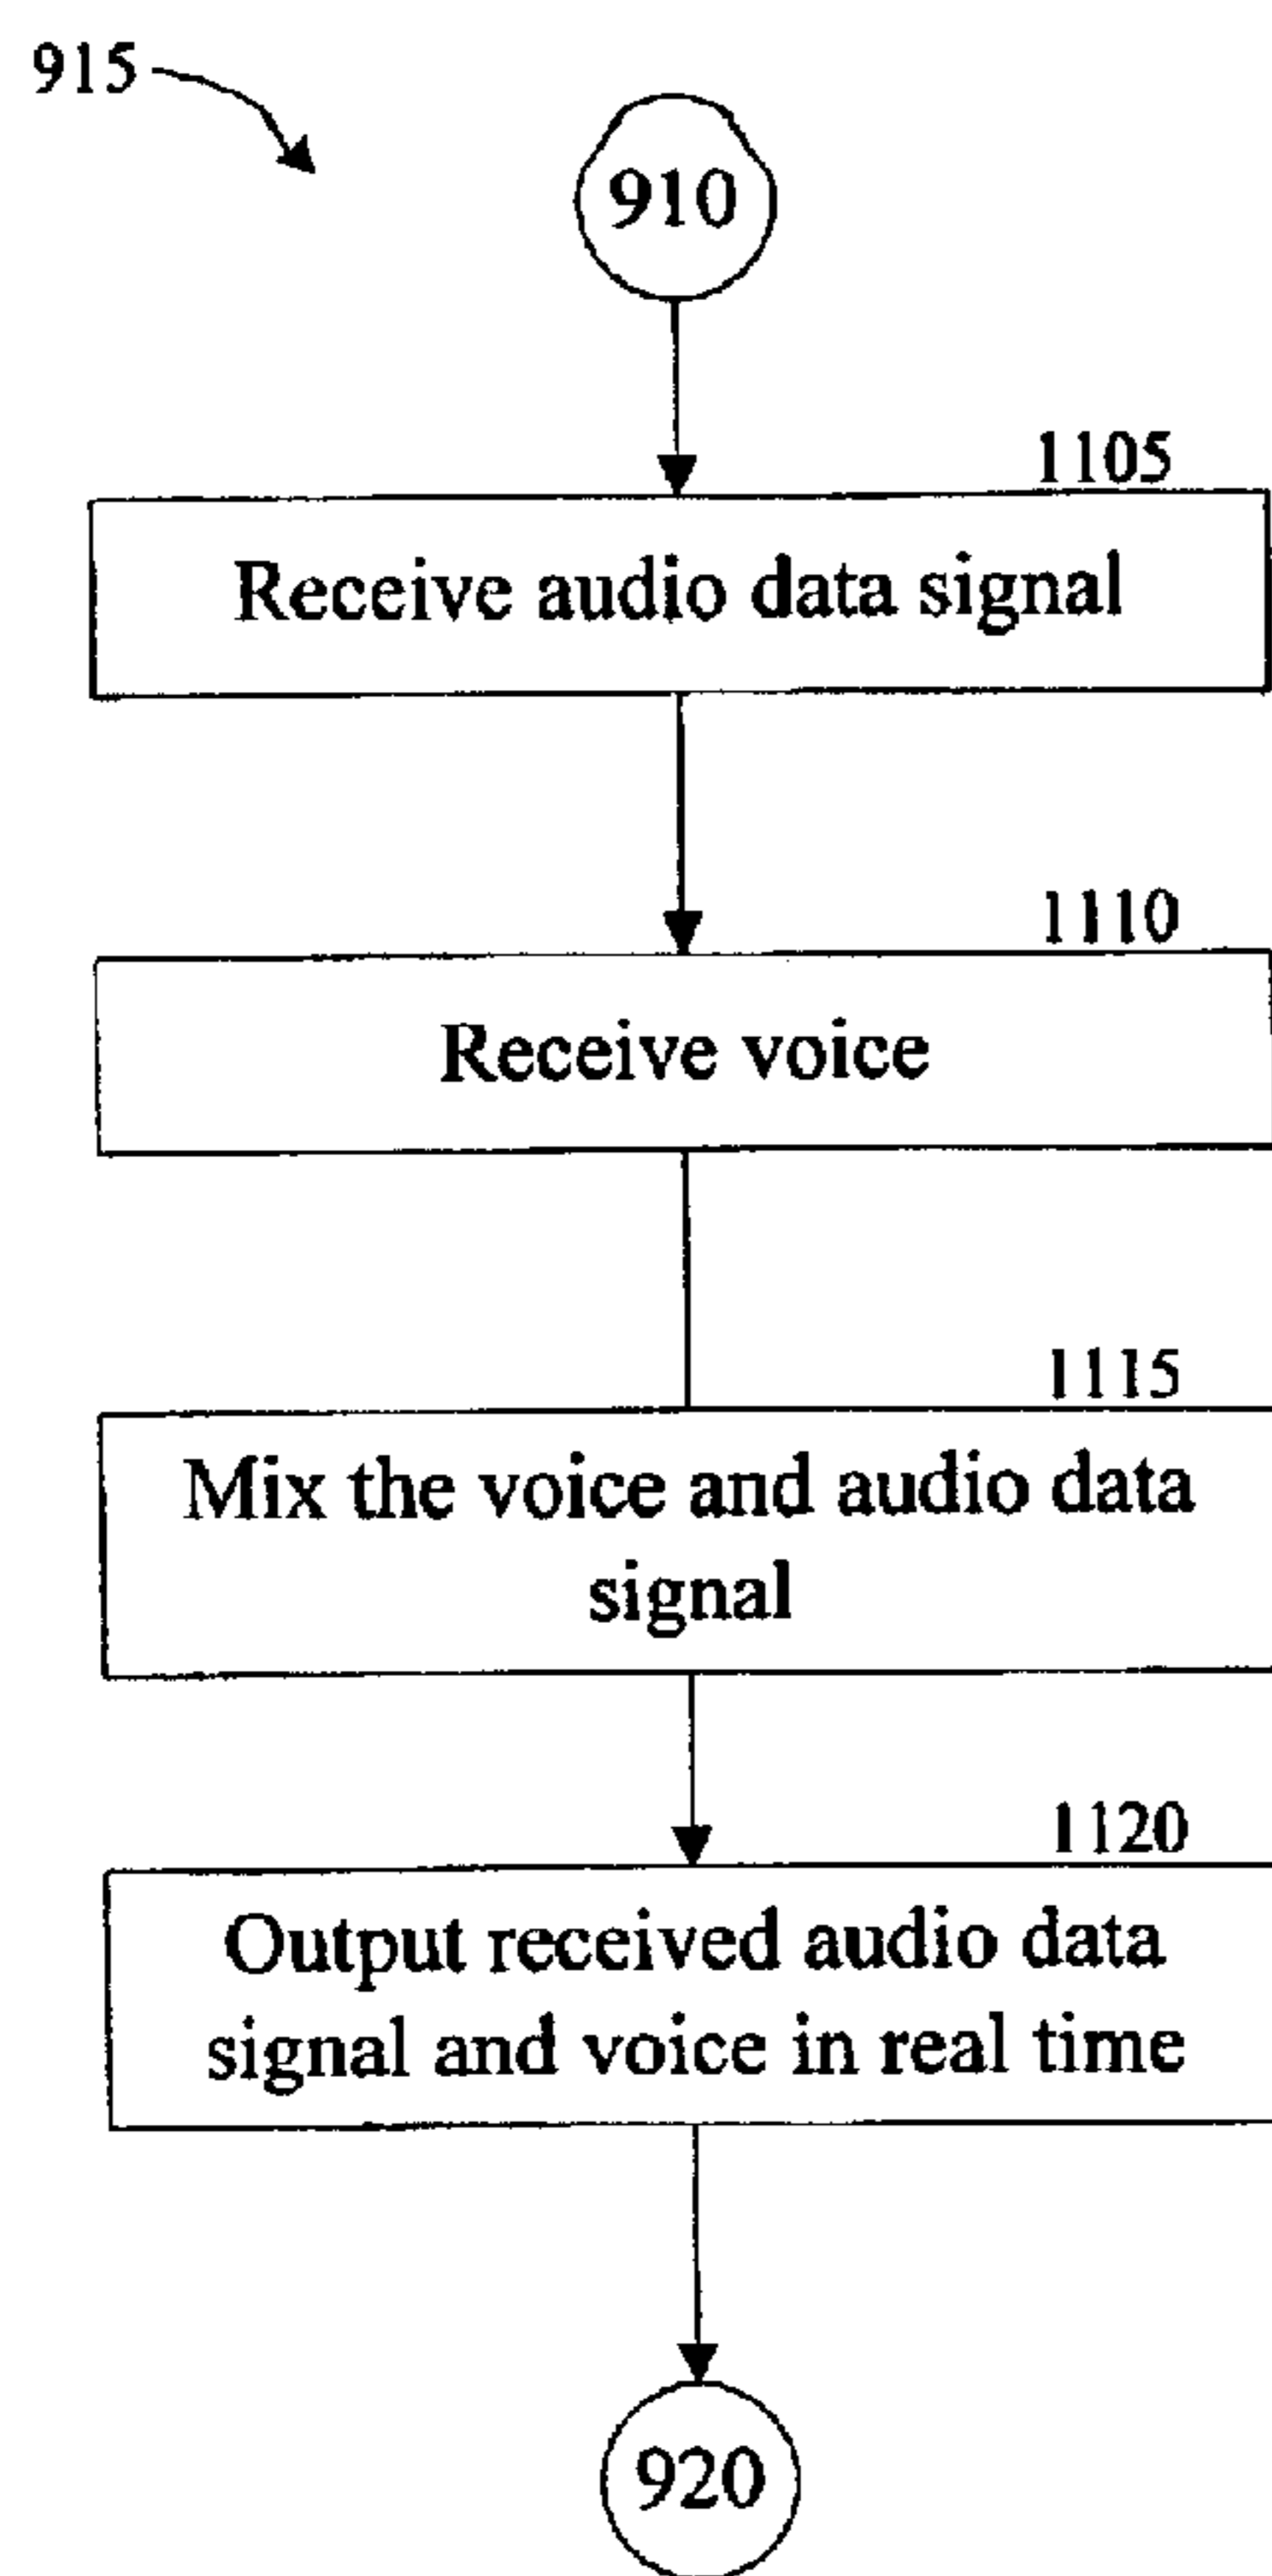 915
910
1105
Receive audio data signal
1110
Receive voice
1115
Mix the voice and audio data
signal
1120
Output received audio data
signal and voice in real time
920